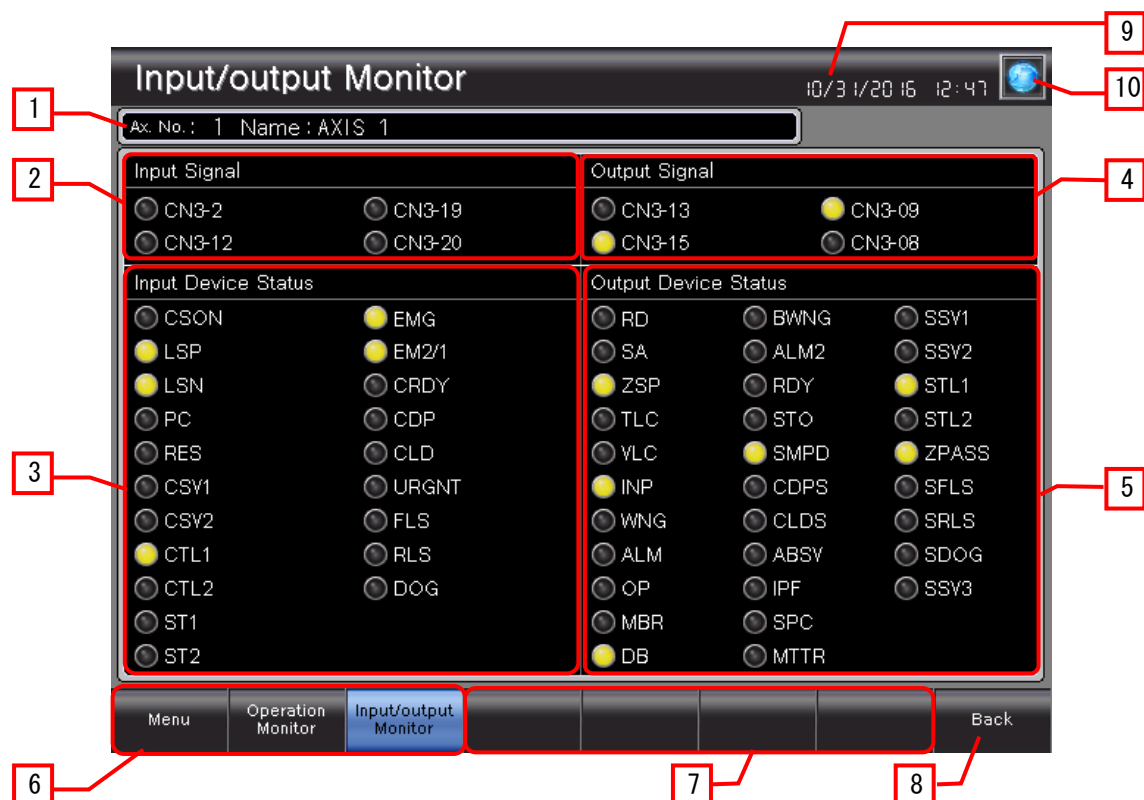 9
Input/output Monitor
10/31/2016 12:47
10
1
Ax. No.: 1 Name:AXIS 1
2
Input Signal
Output Signal
4
CN3-2 CN3-19 CN3-13 CN3-09
CN3-12 CN3-20 CN3-15 CN3-08
Input Device Status
Output Device Status
CSON EMG RD BWNG SSV1
LSP EM2/1 SA ALM2 SSV2
LSN CRDY ZSP RDY STL1
PC CDP TLC STO STL2
3
RES CLD VLC SMPD ZPASS
5
CSV1 URGNT INP CDPS SFLS
CSV2 FLS WNG CLDS SRLS
CTL1 RLS ALM ABSV SDOG
CTL2 DOG OP IPF SSV3
ST1 MBR SPC
ST2 DB MTTR
Menu
Operation
Monitor
Input/output
Monitor
Back
6
7
8